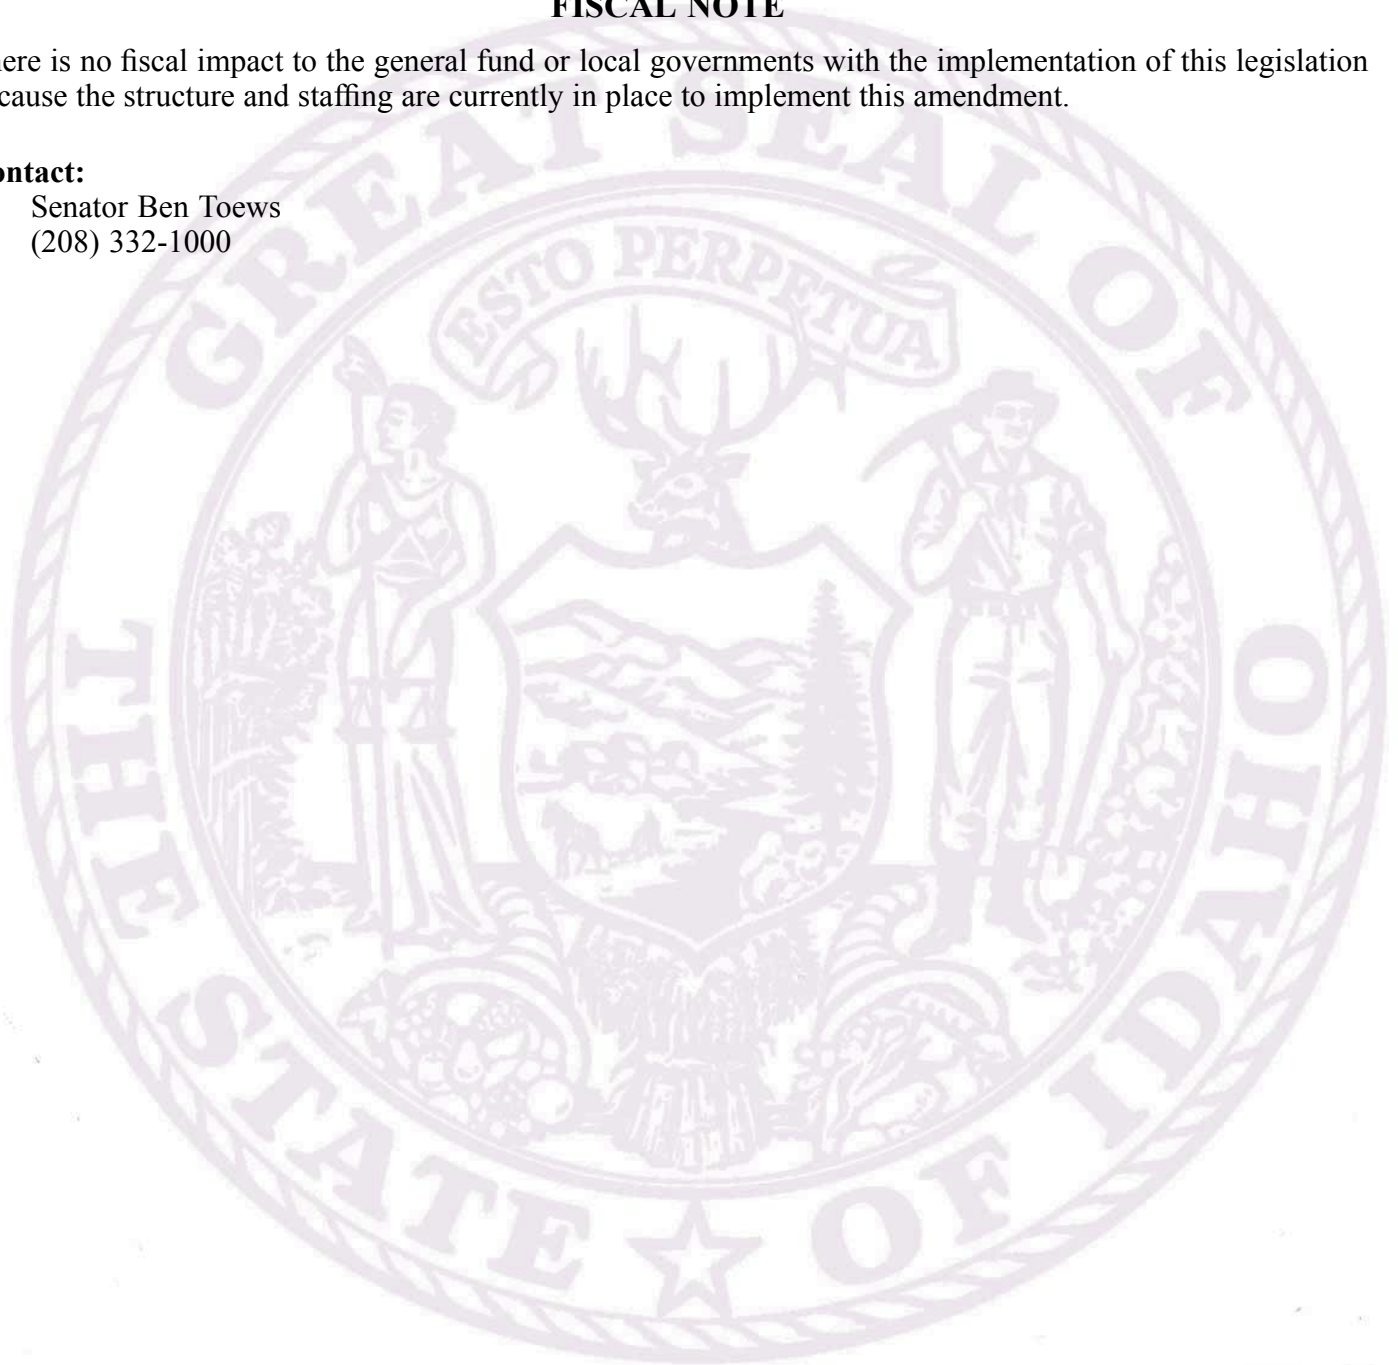 FISCAL NOTE
here is no fiscal impact to the general fund or local governments with the implementation of this legislation
cause the structure and staffing are currently in place to implement this amendment.
ontact:
Senator Ben Toews
(208) 332-1000
GREAT SEAL OF
THE STATE OF IDAHO
ESTO PERPETUA